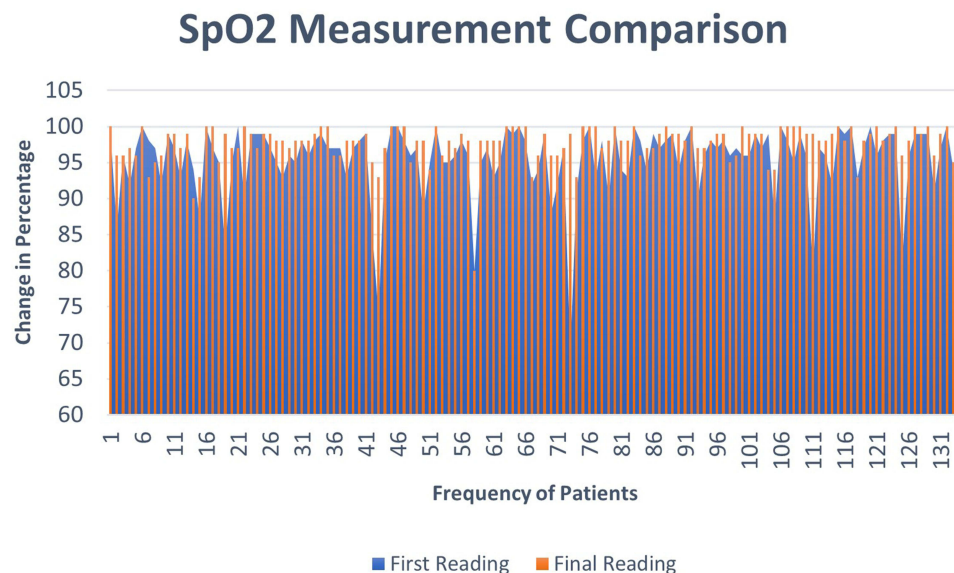 SpO2 Measurement Comparison
105
100
95
90
85
80
75
70
65
60
Change in Percentage
1 6 11 16 21 26 31 36 41 46 51 56 61 66 71 76 81 86 91 96 101 106 111 116 121 126 131
Frequency of Patients
First Reading Final Reading